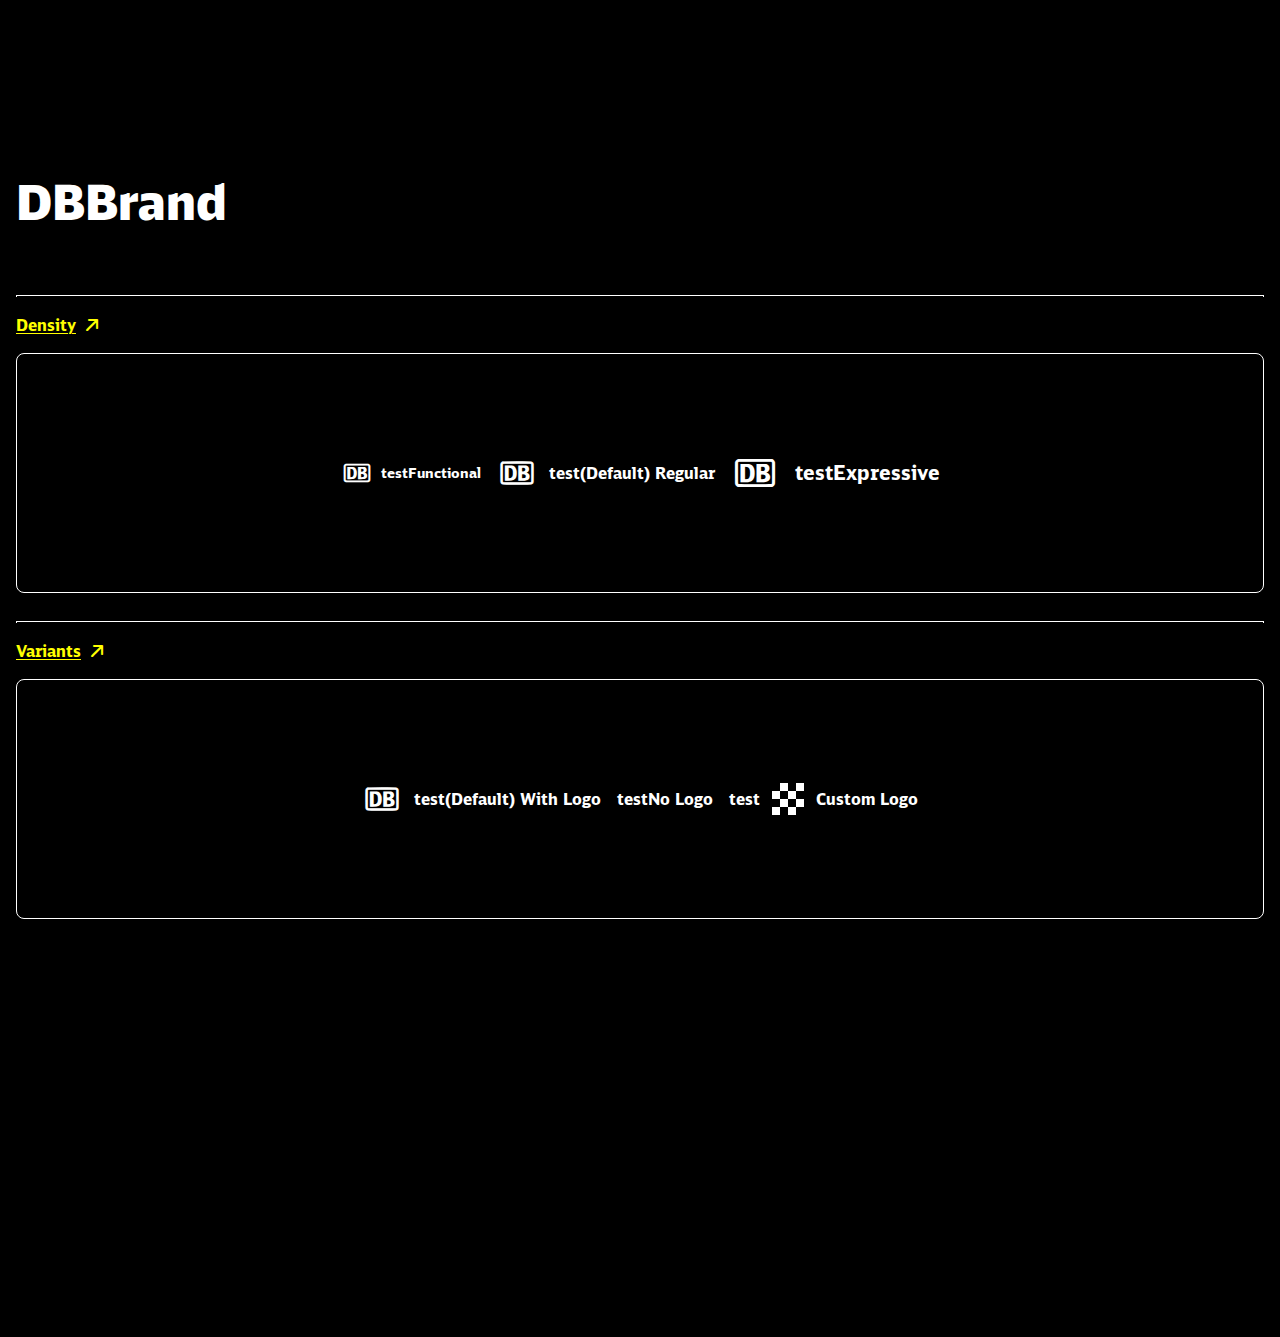 DBBrand
Density
DB testFunctional DB test(Default) Regular DB testExpressive
Variants
DB test(Default) With Logo testNo Logo test Custom Logo